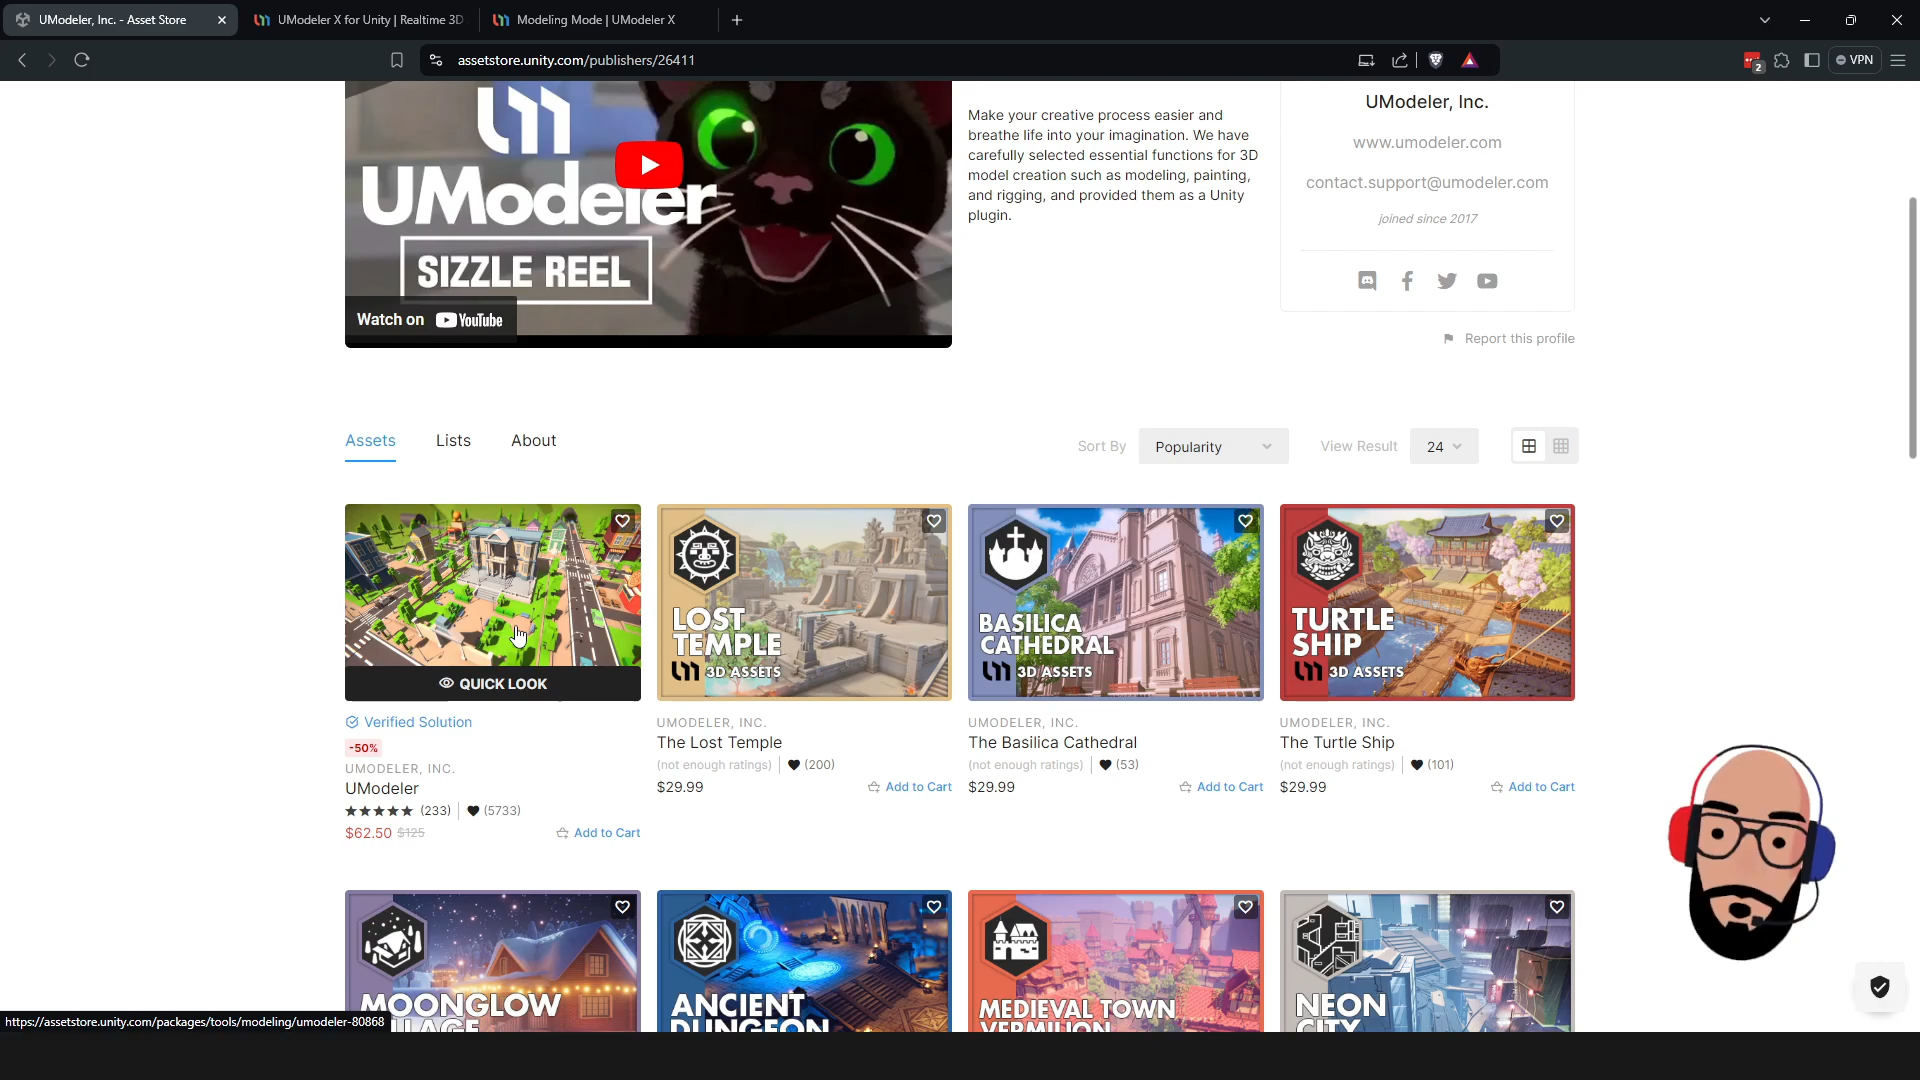 UModeler, Inc. - Asset Store
UModeler X for Unity | Realtime 3D
Modeling Mode | UModeler X
assetstore.unity.com/publishers/26411
2
VPN
UModeler
SIZZLE REEL
Watch on YouTube
Make your creative process easier and
breathe life into your imagination. We have
carefully selected essential functions for 3D
model creation such as modeling, painting,
and rigging, and provided them as a Unity
plugin.
UModeler, Inc.
www.umodeler.com
contact.support@umodeler.com
joined since 2017
Report this profile
Assets
Lists
About
Sort By
Popularity
View Result
24
QUICK LOOK
Verified Solution
-50%
UMODELER, INC.
UModeler
(233)
(5733)
$62.50 $125
Add to Cart
LOST
TEMPLE
3D ASSETS
UMODELER, INC.
The Lost Temple
(not enough ratings)
(200)
$29.99
Add to Cart
BASILICA
CATHEDRAL
3D ASSETS
UMODELER, INC.
The Basilica Cathedral
(not enough ratings)
(53)
$29.99
Add to Cart
TURTLE
SHIP
3D ASSETS
UMODELER, INC.
The Turtle Ship
(not enough ratings)
(101)
$29.99
Add to Cart
MOONGLOW
VILLAGE
ANCIENT
DUNGEON
MEDIEVAL TOWN
VERMILION
NEON
CITY
https://assetstore.unity.com/packages/tools/modeling/umodeler-80868